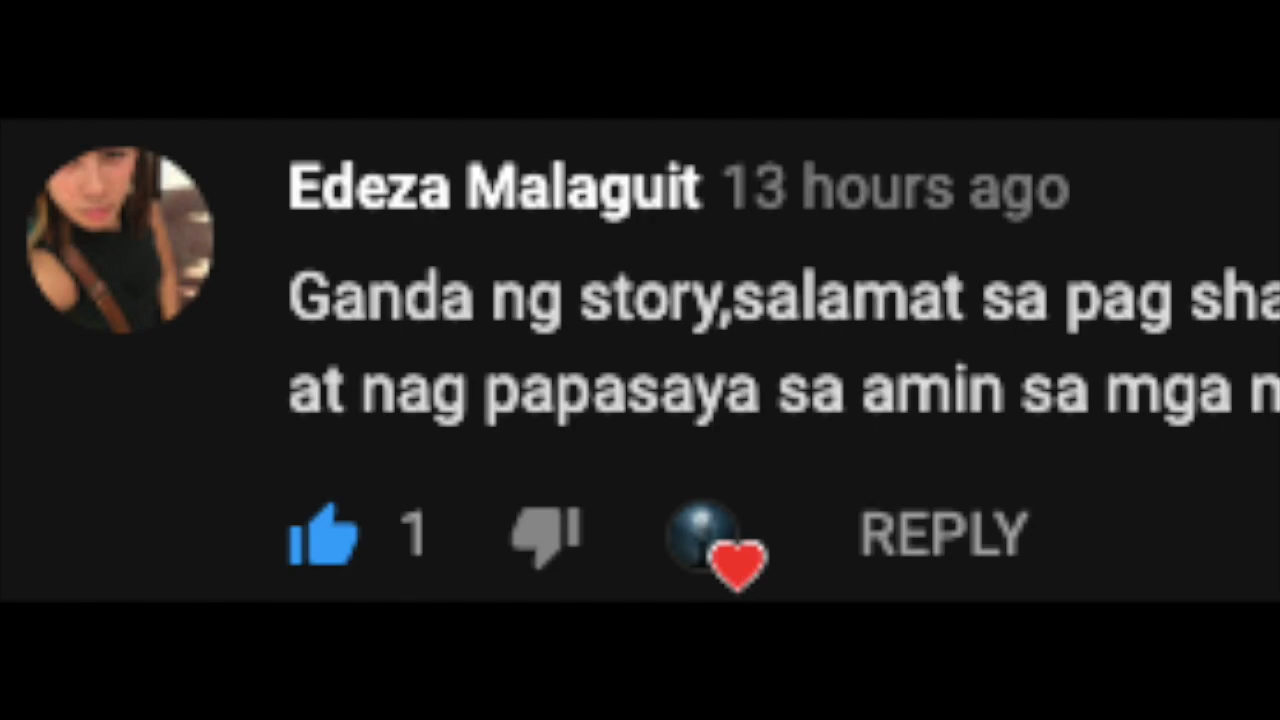 Edeza Malaguit 13 hours ago
Ganda ng story,salamat sa pag sha
at nag papasaya sa amin sa mga
1 REPLY